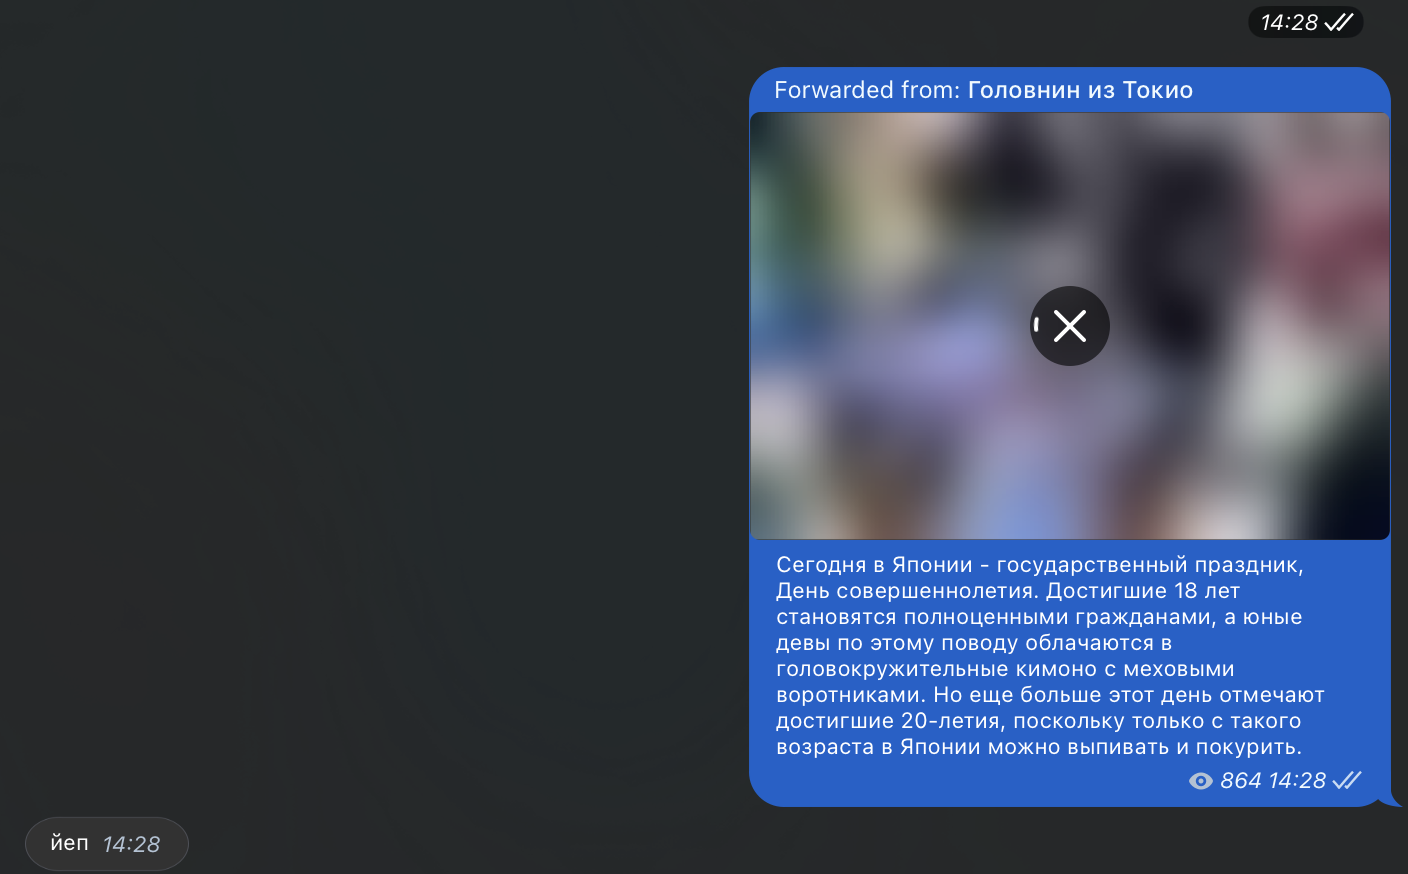 14:28
Forwarded from: Головнин из Токио
Сегодня в Японии - государственный праздник,
День совершеннолетия. Достигшие 18 лет
становятся полноценными гражданами, а юные
девы по этому поводу облачаются в
головокружительные кимоно с меховыми
воротниками. Но еще больше этот день отмечают
достигшие 20-летия, поскольку только с такого
возраста в Японии можно выпивать и покурить.
864 14:28
йеп 14:28